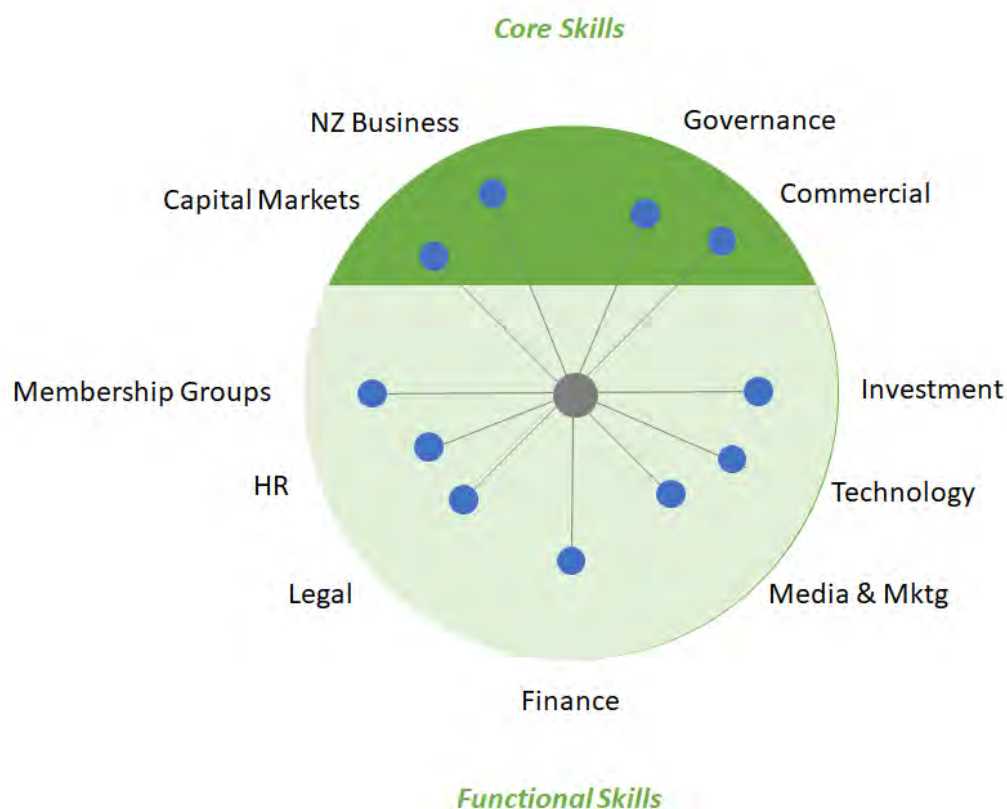 Core Skills
NZ Business
Governance
Capital Markets
Commercial
Membership Groups
Investment
HR
Technology
Legal
Media & Mktg
Finance
Functional Skills